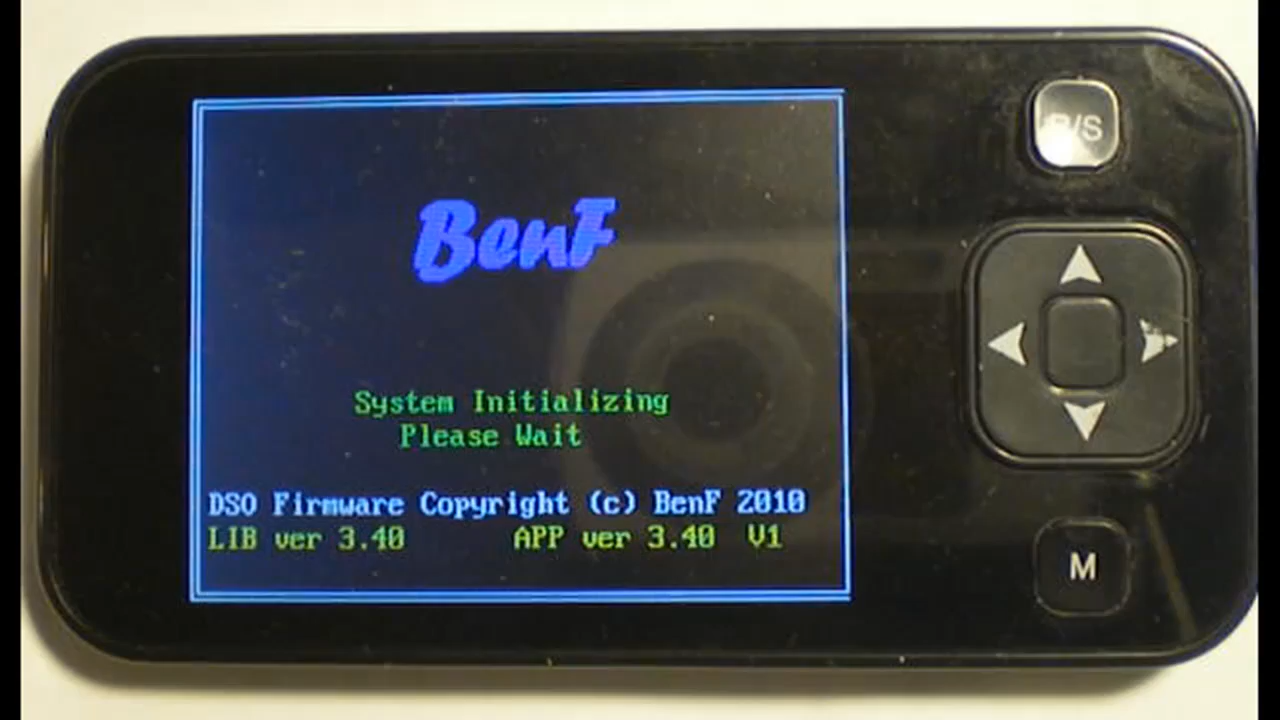 BenF
System Initializing
Please Wait
DSO Firmware Copyright (c) BenF 2010
LIB ver 3.40 APP ver 3.40 V1
/S
M